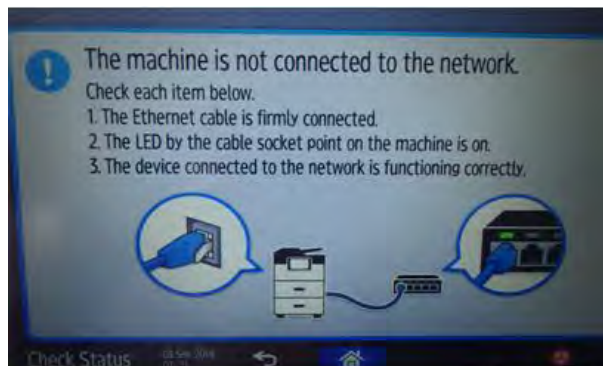 The machine is not connected to the network.
Check each item below.
1. The Ethernet cable is firmly connected.
2. The LED by the cable socket point on the machine is on.
3. The device connected to the network is functioning correctly.
Check Status